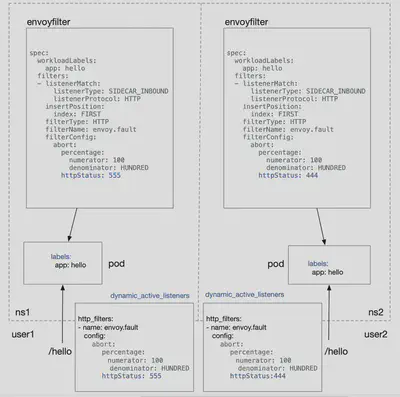 envoyfilter
spec:
workloadLabels:
app: hello
filters:
- listenerMatch:
listenerType: SIDECAR_INBOUND
listenerProtocol: HTTP
insertPosition:
index: FIRST
filterType: HTTP
filterName: envoy.fault
filterConfig:
abort:
percentage:
numerator: 100
denominator: HUNDRED
httpStatus: 555
envoyfilter
spec:
workloadLabels:
app: hello
filters:
- listenerMatch:
listenerType: SIDECAR_INBOUND
listenerProtocol: HTTP
insertPosition:
index: FIRST
filterType: HTTP
filterName: envoy.fault
filterConfig:
abort:
percentage:
numerator: 100
denominator: HUNDRED
httpStatus: 444
labels:
app: hello
pod
pod
labels:
app: hello
dynamic_active_listeners
dynamic_active_listeners
ns1
ns2
user1
user2
/hello
/hello
http_filters:
- name: envoy.fault
config:
abort:
percentage:
numerator: 100
denominator: HUNDRED
httpStatus: 555
http_filters:
- name: envoy.fault
config:
abort:
percentage:
numerator: 100
denominator: HUNDRED
httpStatus:444